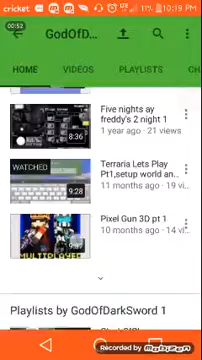 cricket 11% 10:19 PM
00:52
GodOfD...
HOME VIDEOS PLAYLISTS CH
Five nights ay
freddy's 2 night 1
1 year ago · 21 views
8:36
WATCHED
Terraria Lets Play
Pt1,setup world an...
11 months ago · 19 vi...
9:28
Pixel Gun 3D pt 1
10 months ago · 14 vi...
MULTIPLAYER
Playlists by GodOfDarkSword 1
Recorded by